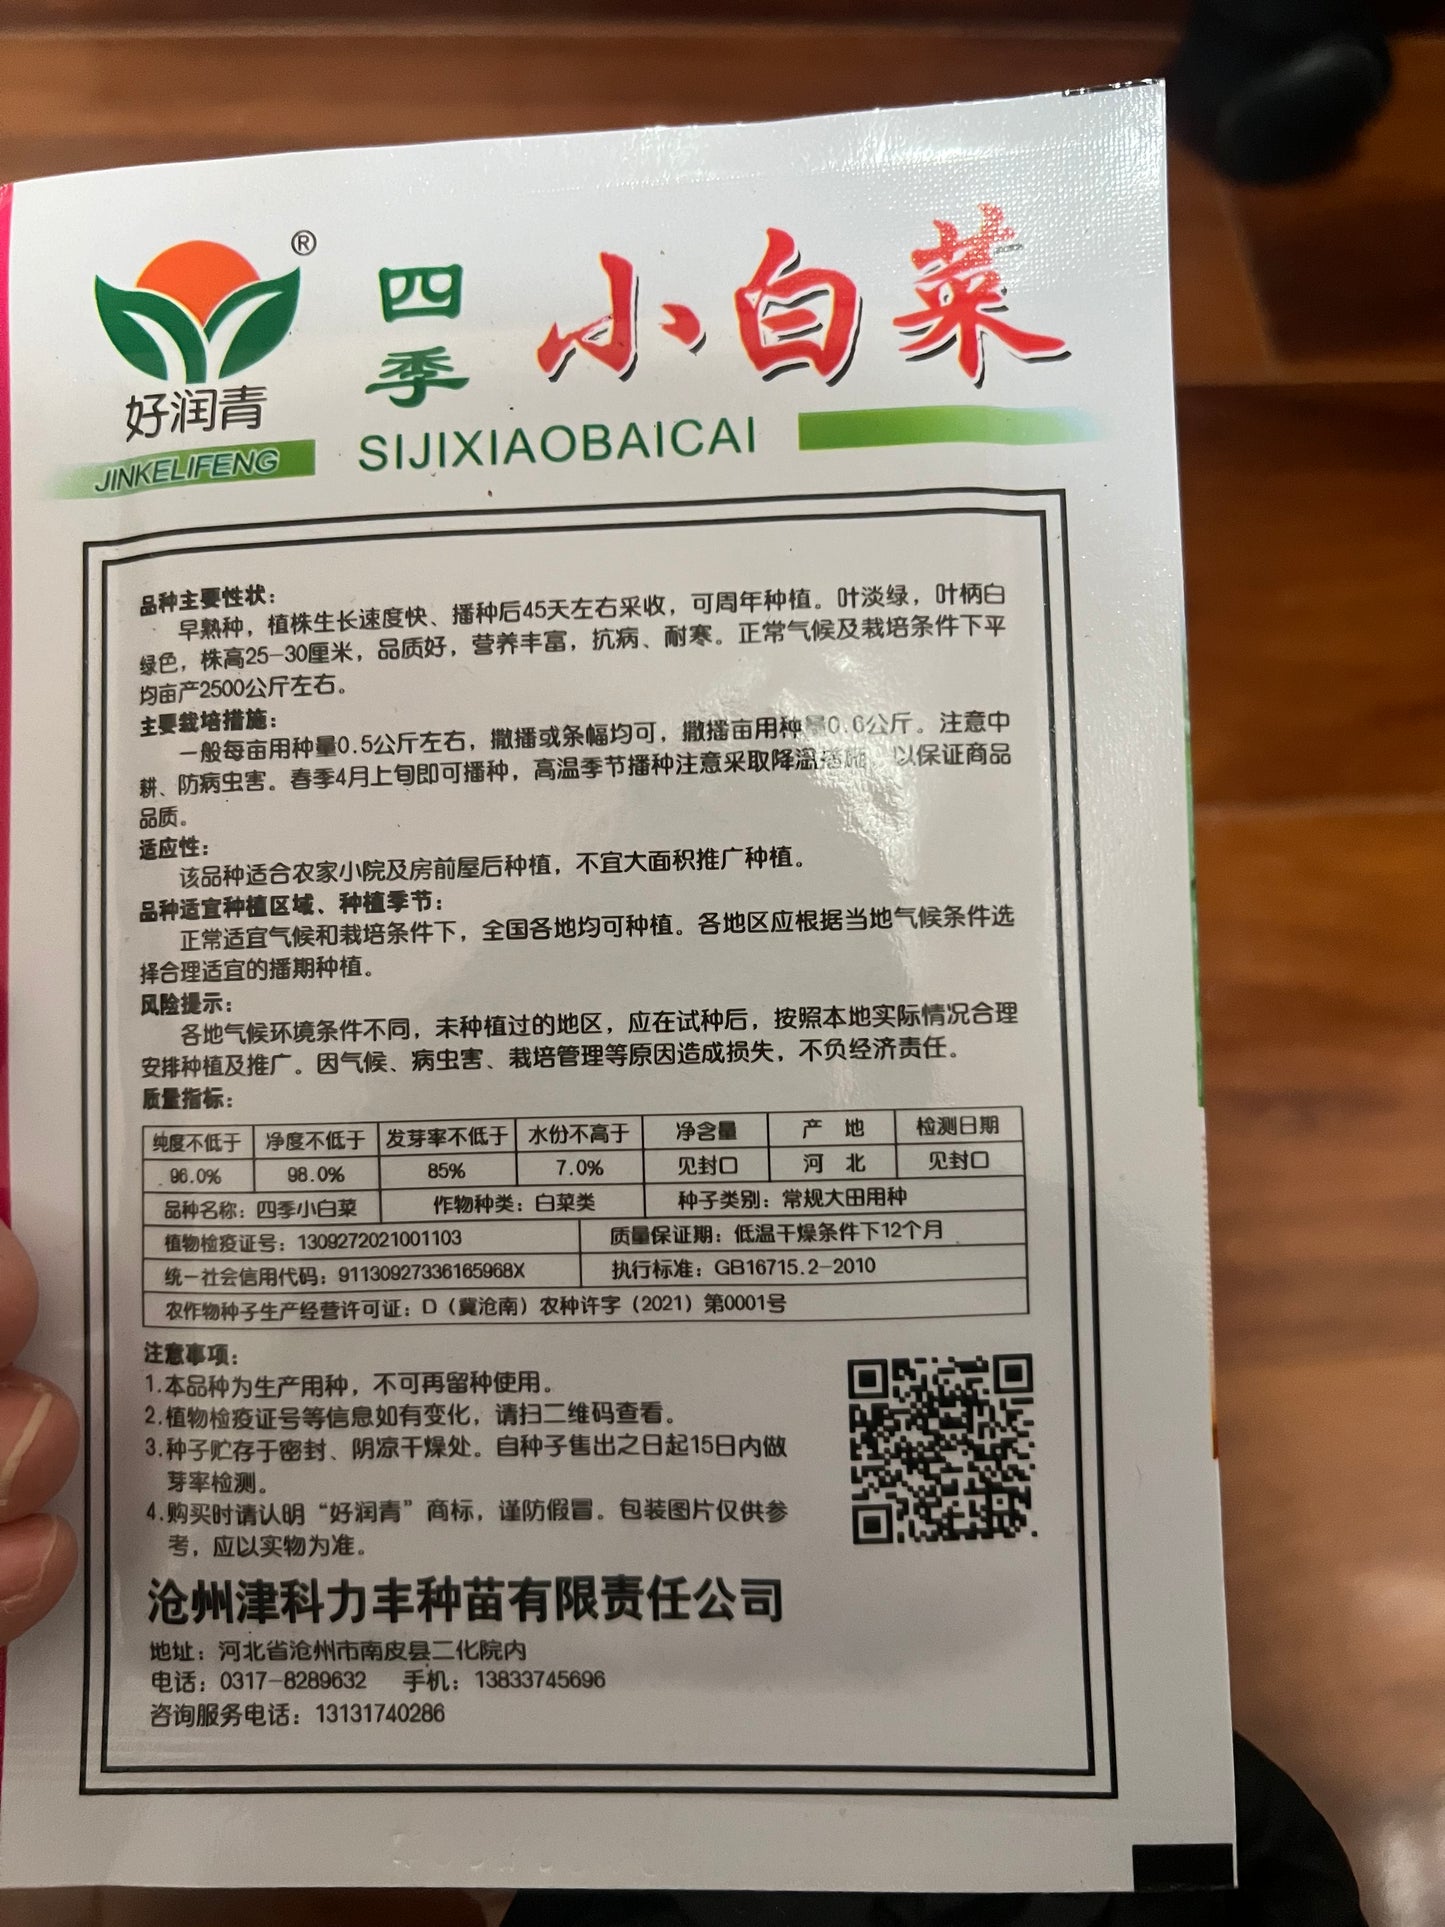 ®
四季 小白菜
好润青
JINKELIFENG
SIJIXIAOBAICAI
品种主要性状：
早熟种，植株生长速度快、播种后45天左右采收，可周年种植。叶淡绿，叶柄白
绿色，株高25-30厘米，品质好，营养丰富，抗病、耐寒。正常气候及栽培条件下平
均亩产2500公斤左右。
主要栽培措施：
一般每亩用种量0.5公斤左右，撒播或条幅均可，撒播亩用种量0.6公斤。注意中
耕、防病虫害。春季4月上旬即可播种，高温季节播种注意采取降温措施，以保证商品
品质。
适应性：
该品种适合农家小院及房前屋后种植，不宜大面积推广种植。
品种适宜种植区域、种植季节：
正常适宜气候和栽培条件下，全国各地均可种植。各地区应根据当地气候条件选
择合理适宜的播期种植。
风险提示：
各地气候环境条件不同，未种植过的地区，应在试种后，按照本地实际情况合理
安排种植及推广。因气候、病虫害、栽培管理等原因造成损失，不负经济责任。
质量指标：
纯度不低于 净度不低于 发芽率不低于 水份不高于 净含量 产 地 检测日期
96.0% 98.0% 85% 7.0% 见封口 河 北 见封口
品种名称：四季小白菜 作物种类：白菜类 种子类别：常规大田用种
植物检疫证号：1309272021001103 质量保证期：低温干燥条件下12个月
统一社会信用代码：91130927336165968X 执行标准：GB16715.2-2010
农作物种子生产经营许可证：D（冀沧南）农种许字（2021）第0001号
注意事项：
1.本品种为生产用种，不可再留种使用。
2.植物检疫证号等信息如有变化，请扫二维码查看。
3.种子贮存于密封、阴凉干燥处。自种子售出之日起15日内做
芽率检测。
4.购买时请认明“好润青”商标，谨防假冒。包装图片仅供参
考，应以实物为准。
沧州津科力丰种苗有限责任公司
地址：河北省沧州市南皮县二化院内
电话：0317-8289632 手机：13833745696
咨询服务电话：13131740286